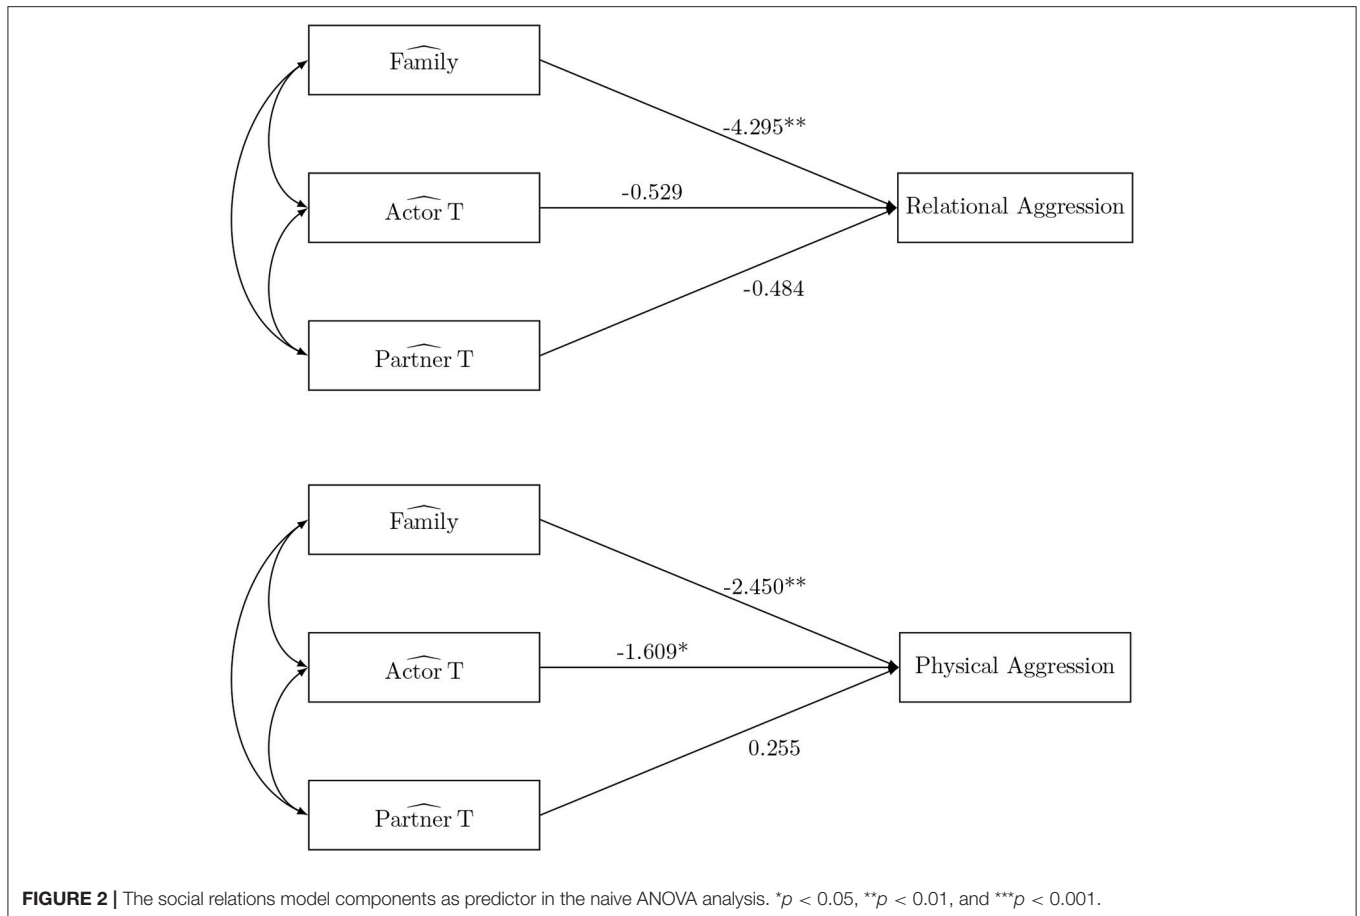 Family
-4.295**
-0.529
Actor T
Relational Aggression
-0.484
Partner T
Family
-2.450**
-1.609*
Actor T
Physical Aggression
0.255
Partner T
FIGURE 2 | The social relations model components as predictor in the naive ANOVA analysis. *p < 0.05, **p < 0.01, and ***p < 0.001.